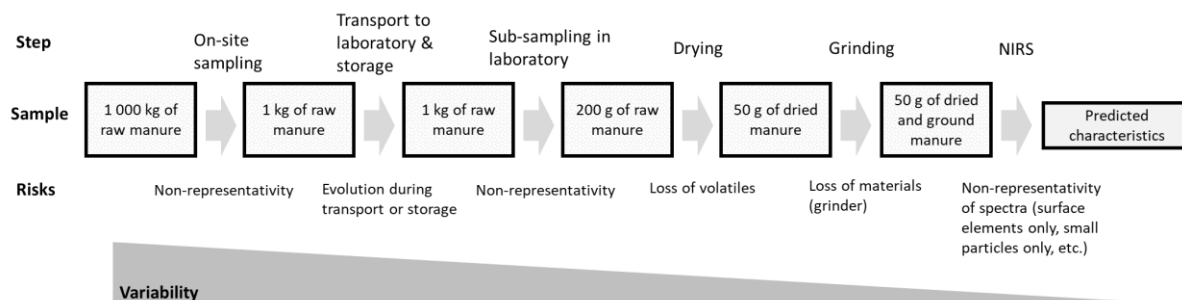 Step
On-site
sampling
Transport to
laboratory &
storage
Sub-sampling in
laboratory
Drying
Grinding
NIRS
Sample
1 000 kg of
raw manure
1 kg of raw
manure
1 kg of raw
manure
200 g of raw
manure
50 g of dried
manure
50 g of dried
and ground
manure
Predicted
characteristics
Risks
Non-representativity
Evolution during
transport or storage
Non-representativity
Loss of volatiles
Loss of materials
(grinder)
Non-representativity
of spectra (surface
elements only, small
particles only, etc.)
Variability